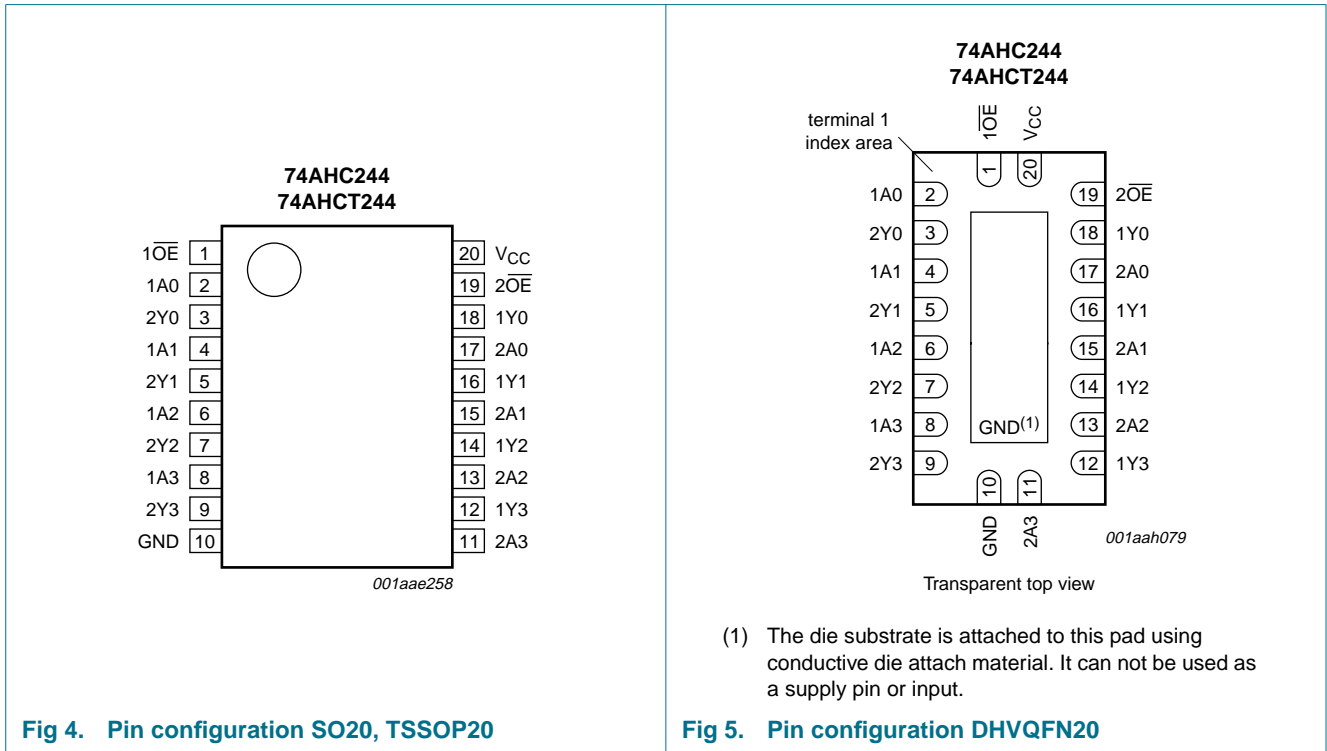 74AHC244
74AHCT244
1OE 1
1A0 2
2Y0 3
1A1 4
2Y1 5
1A2 6
2Y2 7
1A3 8
2Y3 9
GND 10
20 VCC
19 2OE
18 1Y0
17 2A0
16 1Y1
15 2A1
14 1Y2
13 2A2
12 1Y3
11 2A3
001aae258
Fig 4. Pin configuration SO20, TSSOP20
74AHC244
74AHCT244
terminal 1
index area
1OE VCC
1 20
1A0 2
2Y0 3
1A1 4
2Y1 5
1A2 6
2Y2 7
1A3 8
2Y3 9
19 2OE
18 1Y0
17 2A0
16 1Y1
15 2A1
14 1Y2
13 2A2
12 1Y3
GND(1)
10 11
GND 2A3
001aah079
Transparent top view
(1) The die substrate is attached to this pad using
conductive die attach material. It can not be used as
a supply pin or input.
Fig 5. Pin configuration DHVQFN20